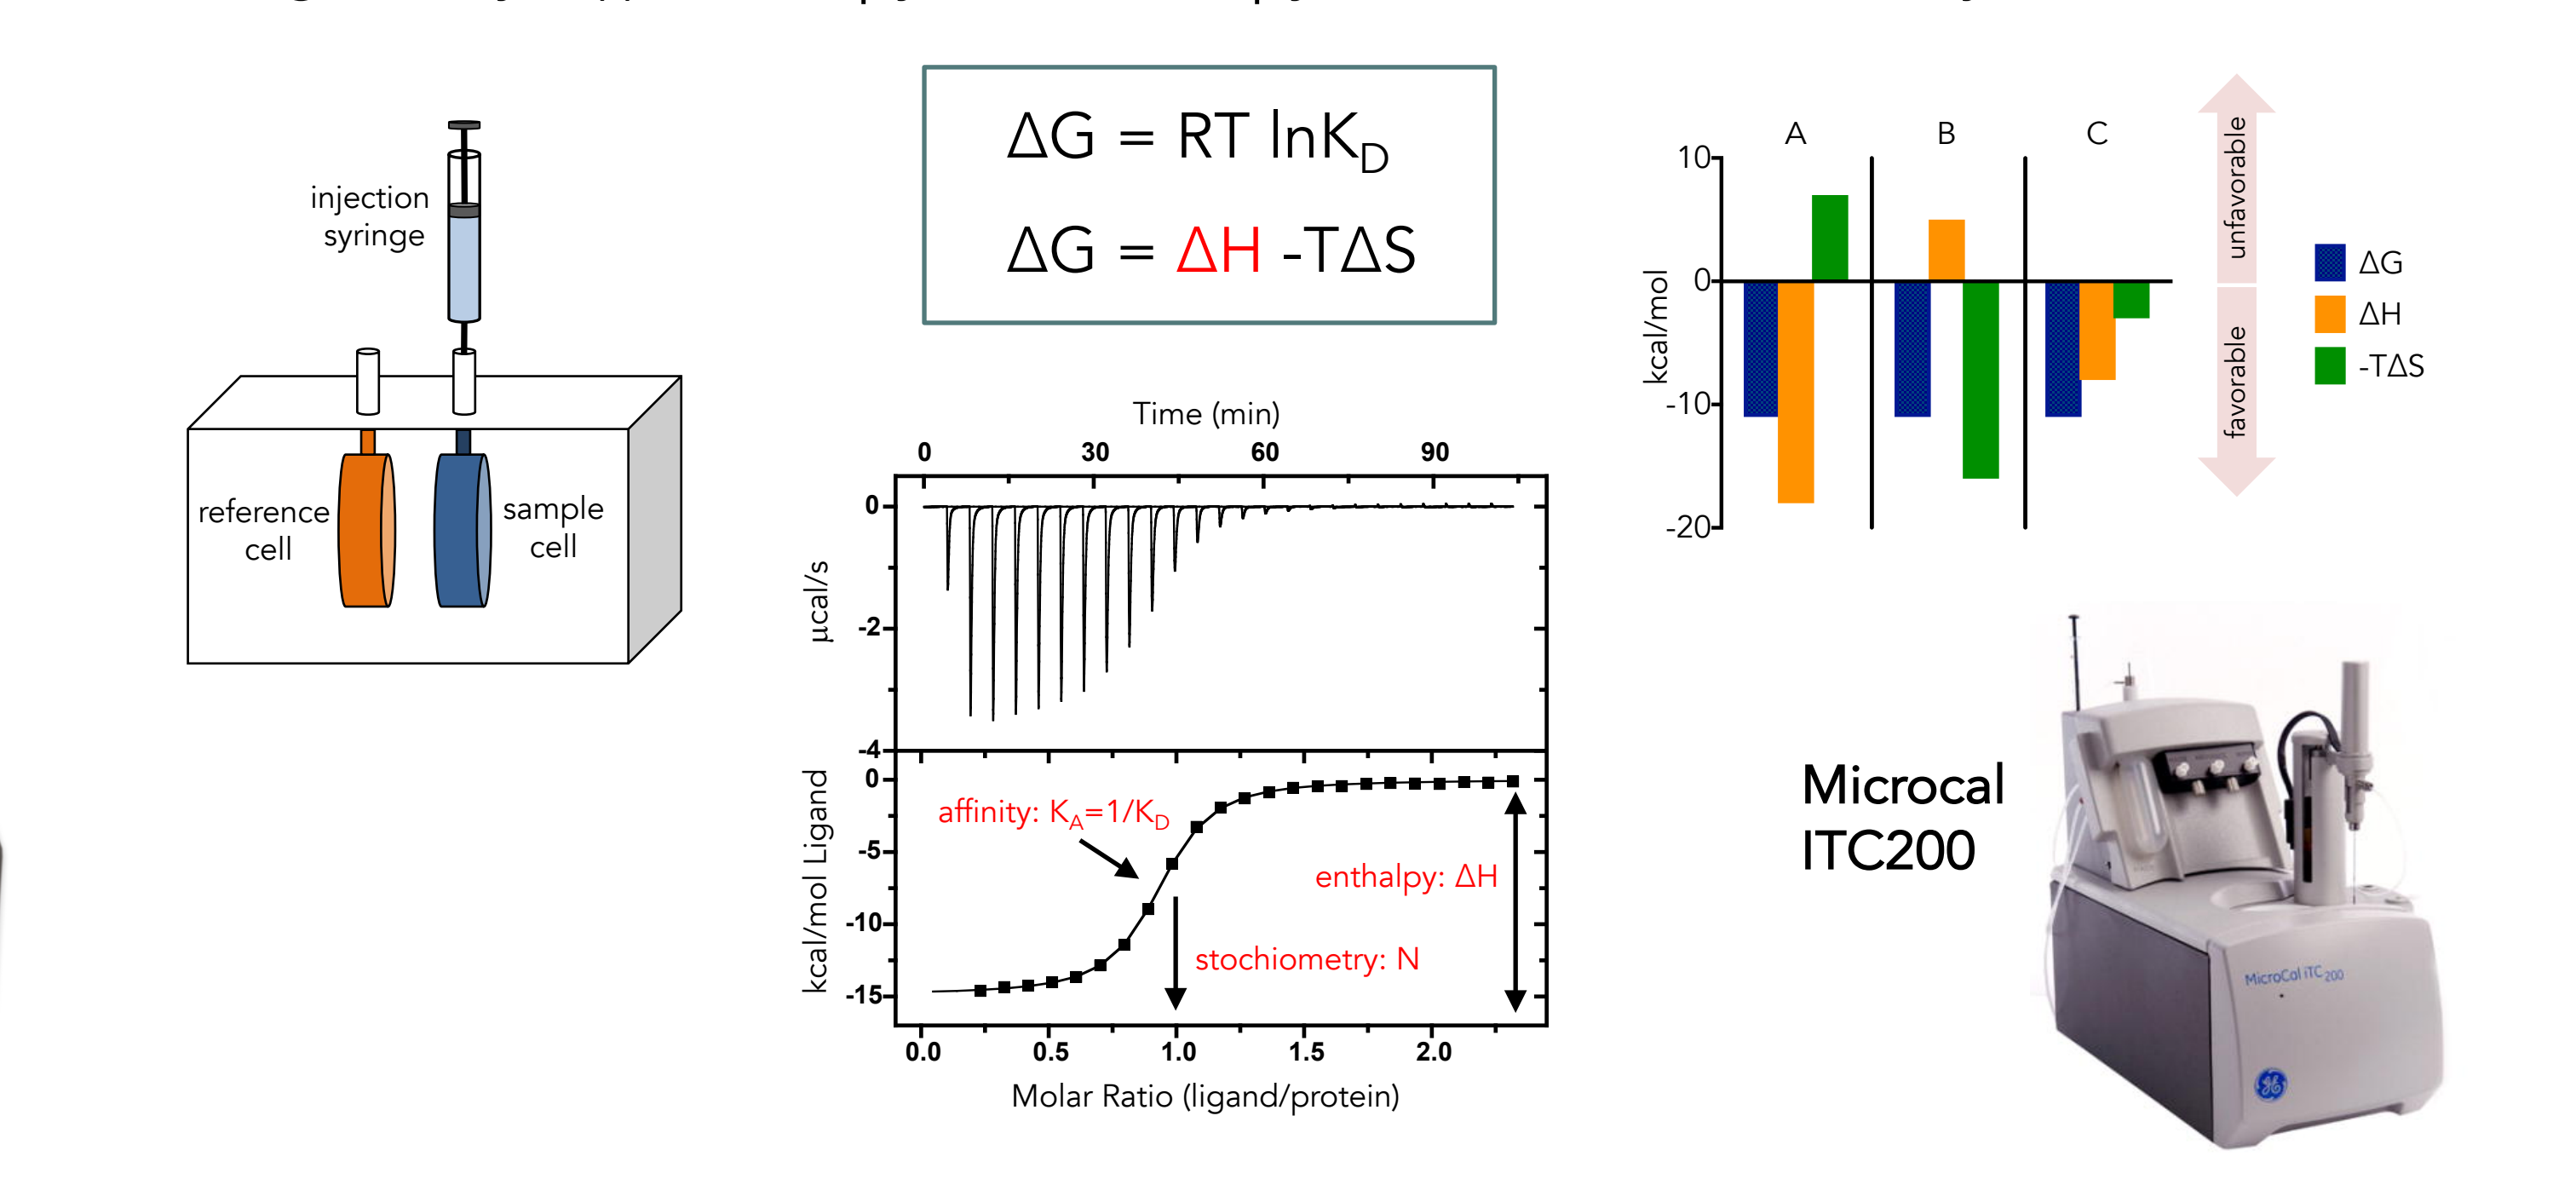 injection
syringe
reference
cell
sample
cell
ΔG = RT lnK_D
ΔG = ΔH -TΔS
Time (min)
0 30 60 90
μcal/s
0
-2
-4
kcal/mol Ligand
0
-5
-10
-15
affinity: K_A=1/K_D
enthalpy: ΔH
stochiometry: N
0.0 0.5 1.0 1.5 2.0
Molar Ratio (ligand/protein)
A B C
kcal/mol
10
0
-10
-20
unfavorable
favorable
ΔG
ΔH
-TΔS
Microcal
ITC200
MicroCal iTC200